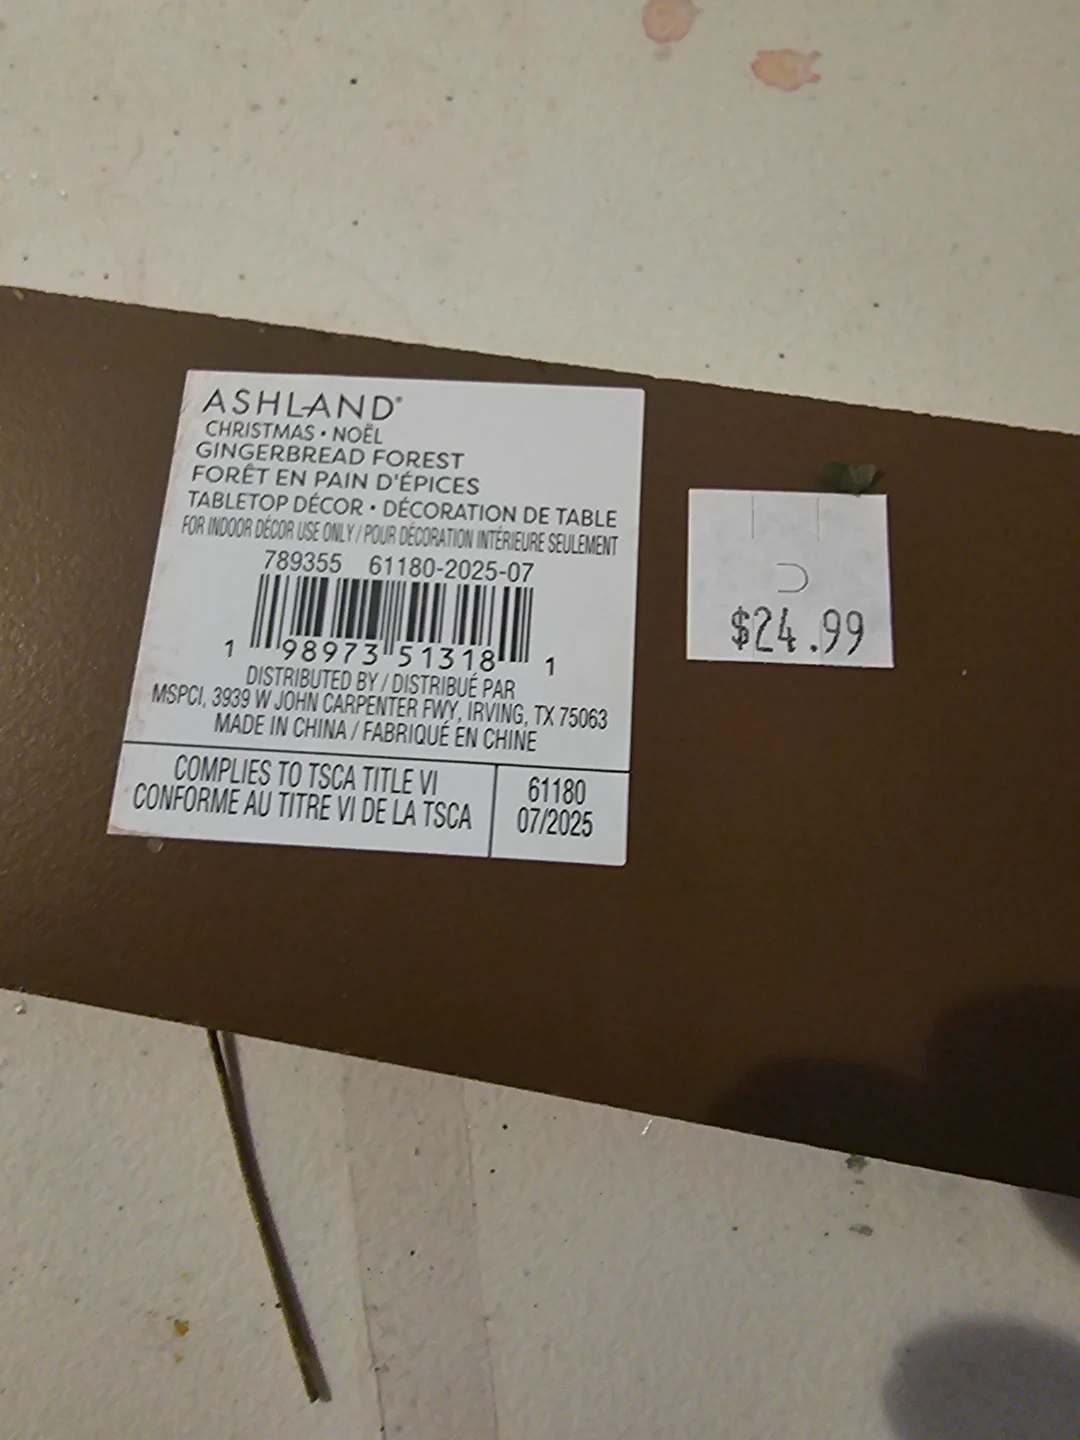 ASHLAND®
CHRISTMAS • NOËL
GINGERBREAD FOREST
FORÊT EN PAIN D'ÉPICES
TABLETOP DÉCOR • DÉCORATION DE TABLE
FOR INDOOR DÉCOR USE ONLY / POUR DÉCORATION INTÉRIEURE SEULEMENT
789355 61180-2025-07
1 98973 51318 1
DISTRIBUTED BY / DISTRIBUÉ PAR
MSPCI, 3939 W JOHN CARPENTER FWY, IRVING, TX 75063
MADE IN CHINA / FABRIQUÉ EN CHINE
COMPLIES TO TSCA TITLE VI
CONFORME AU TITRE VI DE LA TSCA
61180
07/2025
$24.99